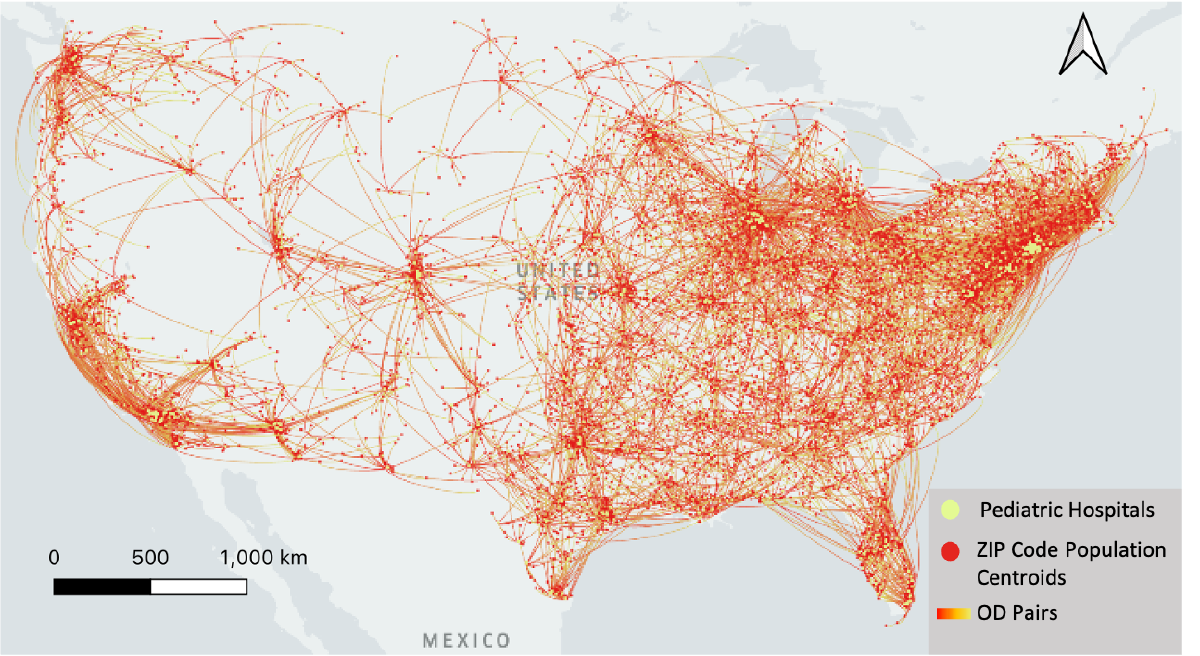 UNITED
STATES
0 500 1,000 km
MEXICO
Pediatric Hospitals
ZIP Code Population
Centroids
OD Pairs